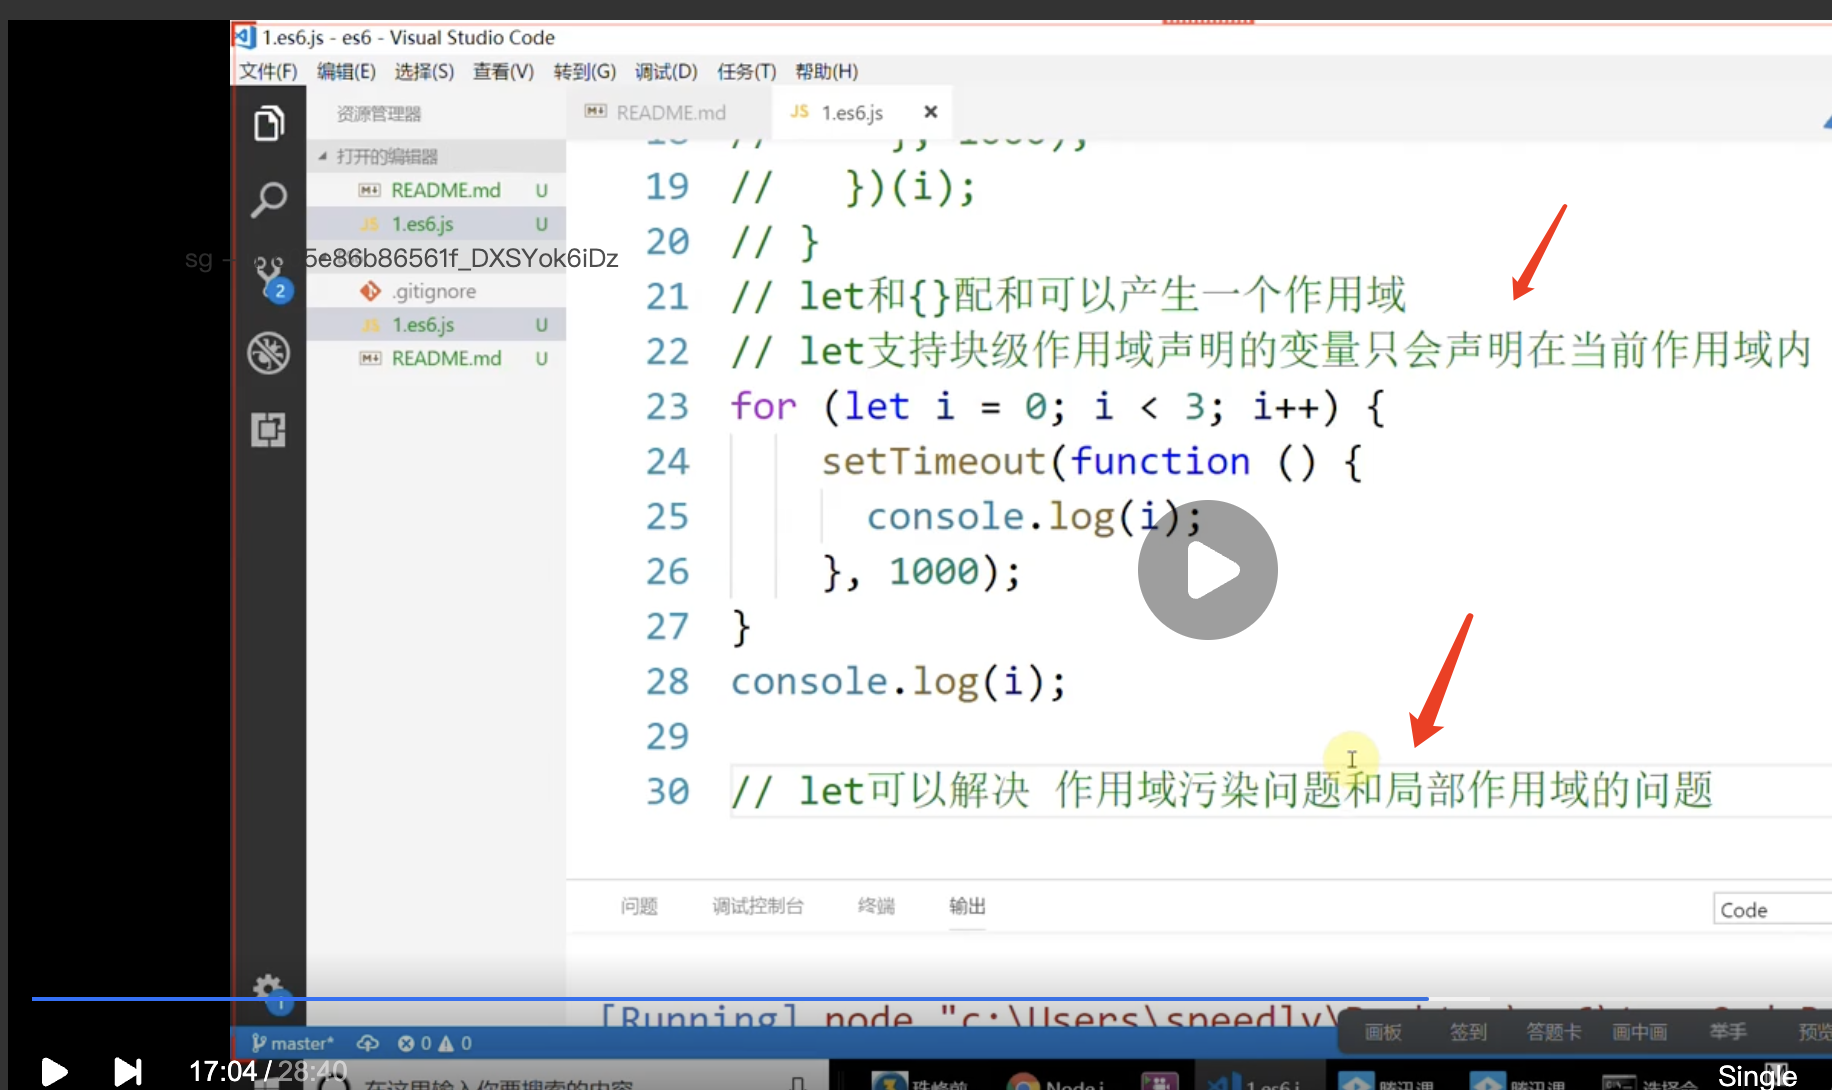 1.es6.js - es6 - Visual Studio Code
文件(F) 编辑(E) 选择(S) 查看(V) 转到(G) 调试(D) 任务(T) 帮助(H)
资源管理器
README.md
JS 1.es6.js
打开的编辑器
README.md U
JS 1.es6.js U
5e86b86561f_DXSYok6iDz
2
.gitignore
JS 1.es6.js U
README.md U
19 //   })(i);
20 // }
21 // let和{}配和可以产生一个作用域
22 // let支持块级作用域声明的变量只会声明在当前作用域内
23 for (let i = 0; i < 3; i++) {
24     setTimeout(function () {
25       console.log(i);
26     }, 1000);
27 }
28 console.log(i);
29
30 // let可以解决 作用域污染问题和局部作用域的问题
问题 调试控制台 终端 输出
Code
1
[Running] node "c:\Users\speedly\
master* 0 0
画板 签到 答题卡 画中画 举手 预览
17:04 / 28:40
在这里输入你要搜索的内容
Single